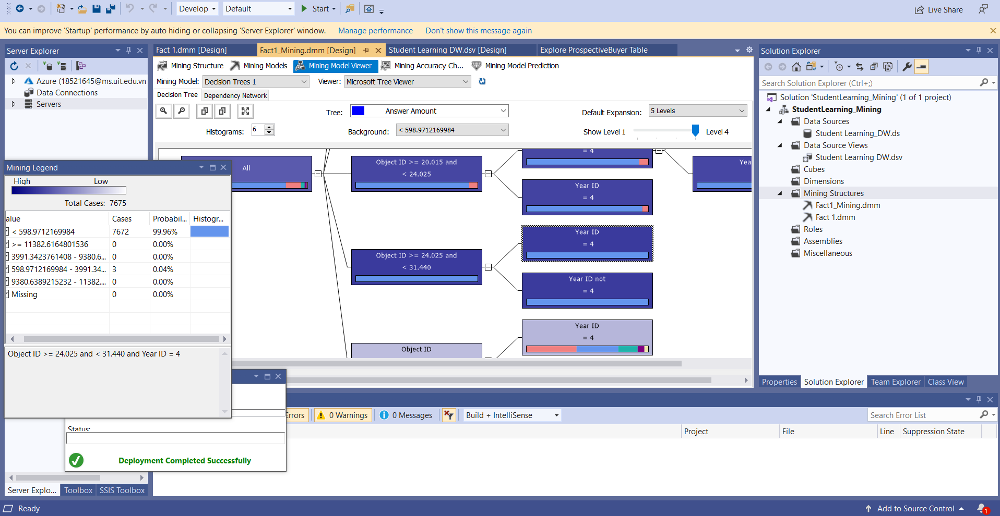 Develop
Default
Start
Live Share
You can improve 'Startup' performance by auto hiding or collapsing 'Server Explorer' window.
Manage performance
Don't show this message again
Server Explorer
Azure (18521645@ms.uit.edu.vn
Data Connections
Servers
Fact 1.dmm [Design]
Fact1_Mining.dmm [Design]
Student Learning DW.dsv [Design]
Explore ProspectiveBuyer Table
Mining Structure
Mining Models
Mining Model Viewer
Mining Accuracy Ch...
Mining Model Prediction
Mining Model:
Decision Trees 1
Viewer:
Microsoft Tree Viewer
Decision Tree
Dependency Network
Tree:
Answer Amount
Default Expansion:
5 Levels
Histograms:
6
Background:
< 598.9712169984
Show Level 1
Level 4
All
Object ID >= 20.015 and
< 24.025
= 4
Yea
Year ID
= 4
Object ID >= 24.025 and
< 31.440
Year ID
= 4
Year ID not
= 4
Object ID
Year ID
= 4
Mining Legend
High
Low
Total Cases: 7675
alue
Cases
Probabil...
Histogr...
< 598.9712169984
7672
99.96%
>= 11382.6164801536
0
0.00%
3991.3423761408 - 9380.6...
0
0.00%
598.9712169984 - 3991.34...
3
0.04%
9380.6389215232 - 11382....
0
0.00%
Missing
0
0.00%
Object ID >= 24.025 and < 31.440 and Year ID = 4
Status:
Deployment Completed Successfully
Errors
0 Warnings
0 Messages
Build + IntelliSense
Search Error List
Project
File
Line
Suppression State
Solution Explorer
Search Solution Explorer (Ctrl+;)
Solution 'StudentLearning_Mining' (1 of 1 project)
StudentLearning_Mining
Data Sources
Student Learning_DW.ds
Data Source Views
Student Learning DW.dsv
Cubes
Dimensions
Mining Structures
Fact1_Mining.dmm
Fact 1.dmm
Roles
Assemblies
Miscellaneous
Properties
Solution Explorer
Team Explorer
Class View
Server Explo...
Toolbox
SSIS Toolbox
Ready
Add to Source Control
1